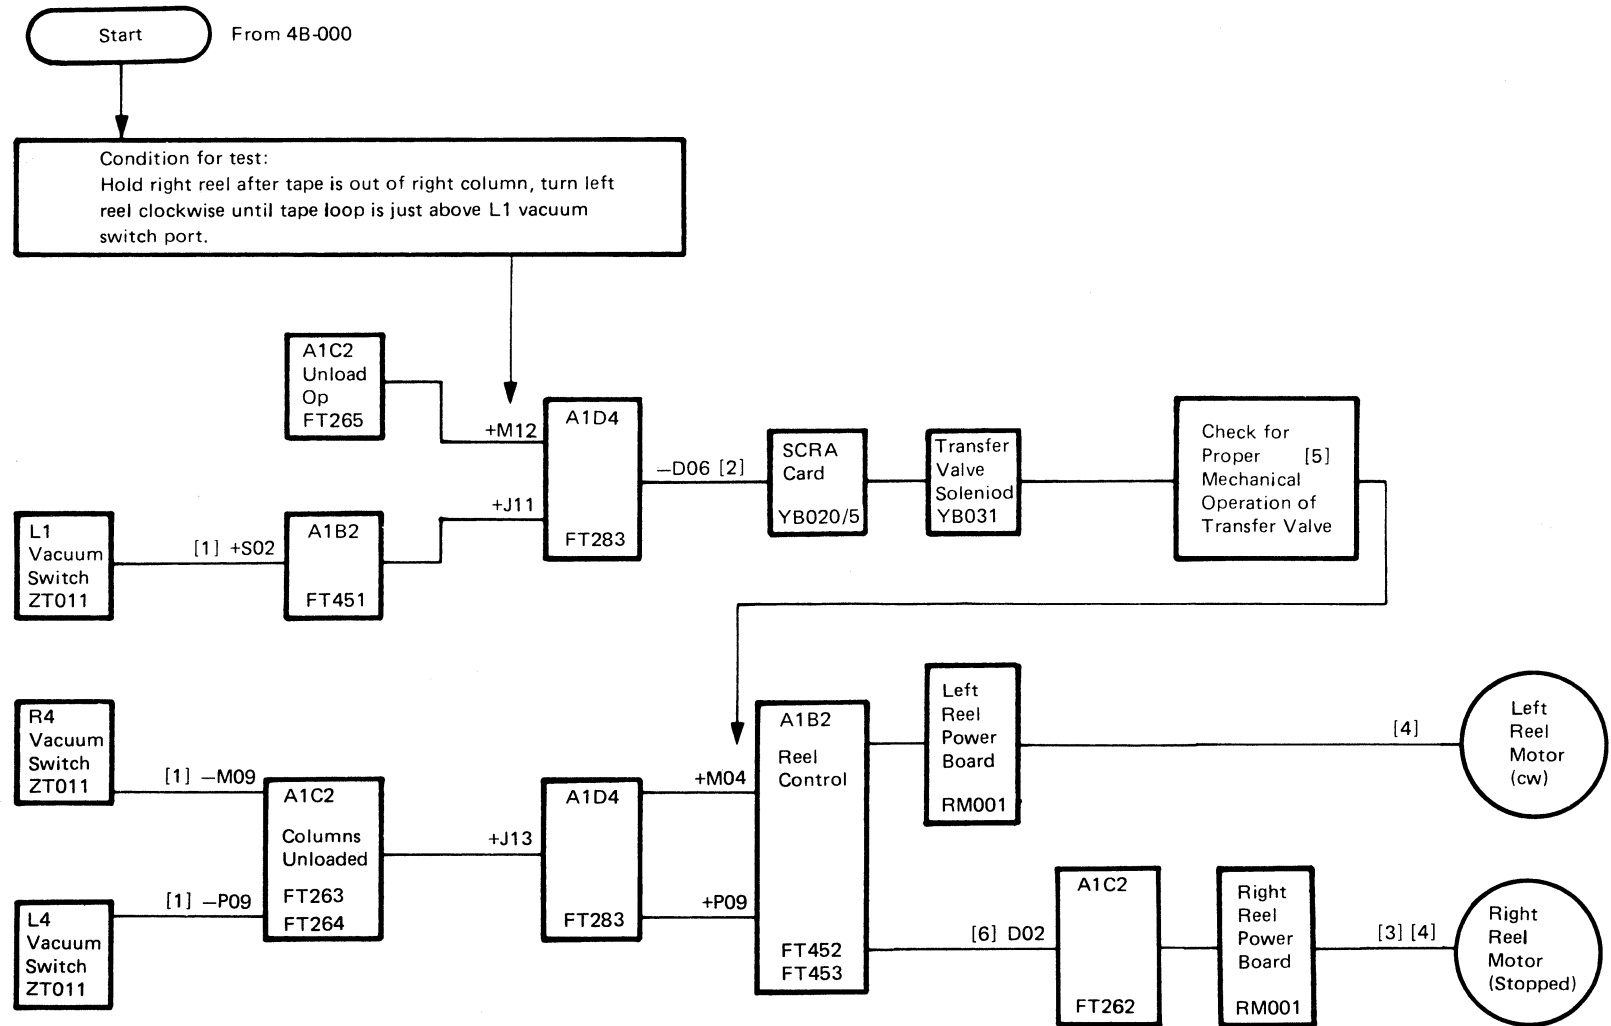 Start
From 4B-000
Condition for test:
Hold right reel after tape is out of right column, turn left
reel clockwise until tape loop is just above L1 vacuum
switch port.
A1C2
Unload
Op
FT265
+M12
A1D4
FT283
+J11
L1
Vacuum
Switch
ZT011
[1] +S02
A1B2
FT451
—D06 [2]
SCRA
Card
YB020/5
Transfer
Valve
Soleniod
YB031
Check for
Proper [5]
Mechanical
Operation of
Transfer Valve
R4
Vacuum
Switch
ZT011
[1] —M09
L4
Vacuum
Switch
ZT011
[1] —P09
A1C2
Columns
Unloaded
FT263
FT264
+J13
A1D4
FT283
+M04
+P09
A1B2
Reel
Control
FT452
FT453
Left
Reel
Power
Board
RM001
[4]
Left
Reel
Motor
(cw)
[6] D02
A1C2
FT262
Right
Reel
Power
Board
RM001
[3] [4]
Right
Reel
Motor
(Stopped)